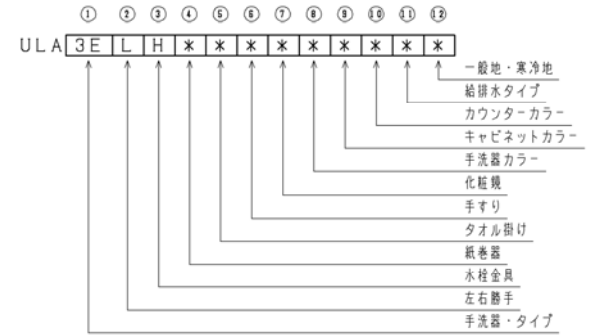 ① ② ③ ④ ⑤ ⑥ ⑦ ⑧ ⑨ ⑩ ⑪ ⑫
ULA 3E L H * * * * * * * * *
一般地・寒冷地
給排水タイプ
カウンターカラー
キャビネットカラー
手洗器カラー
化粧鏡
手すり
タオル掛け
紙巻器
水栓金具
左右勝手
手洗器・タイプ